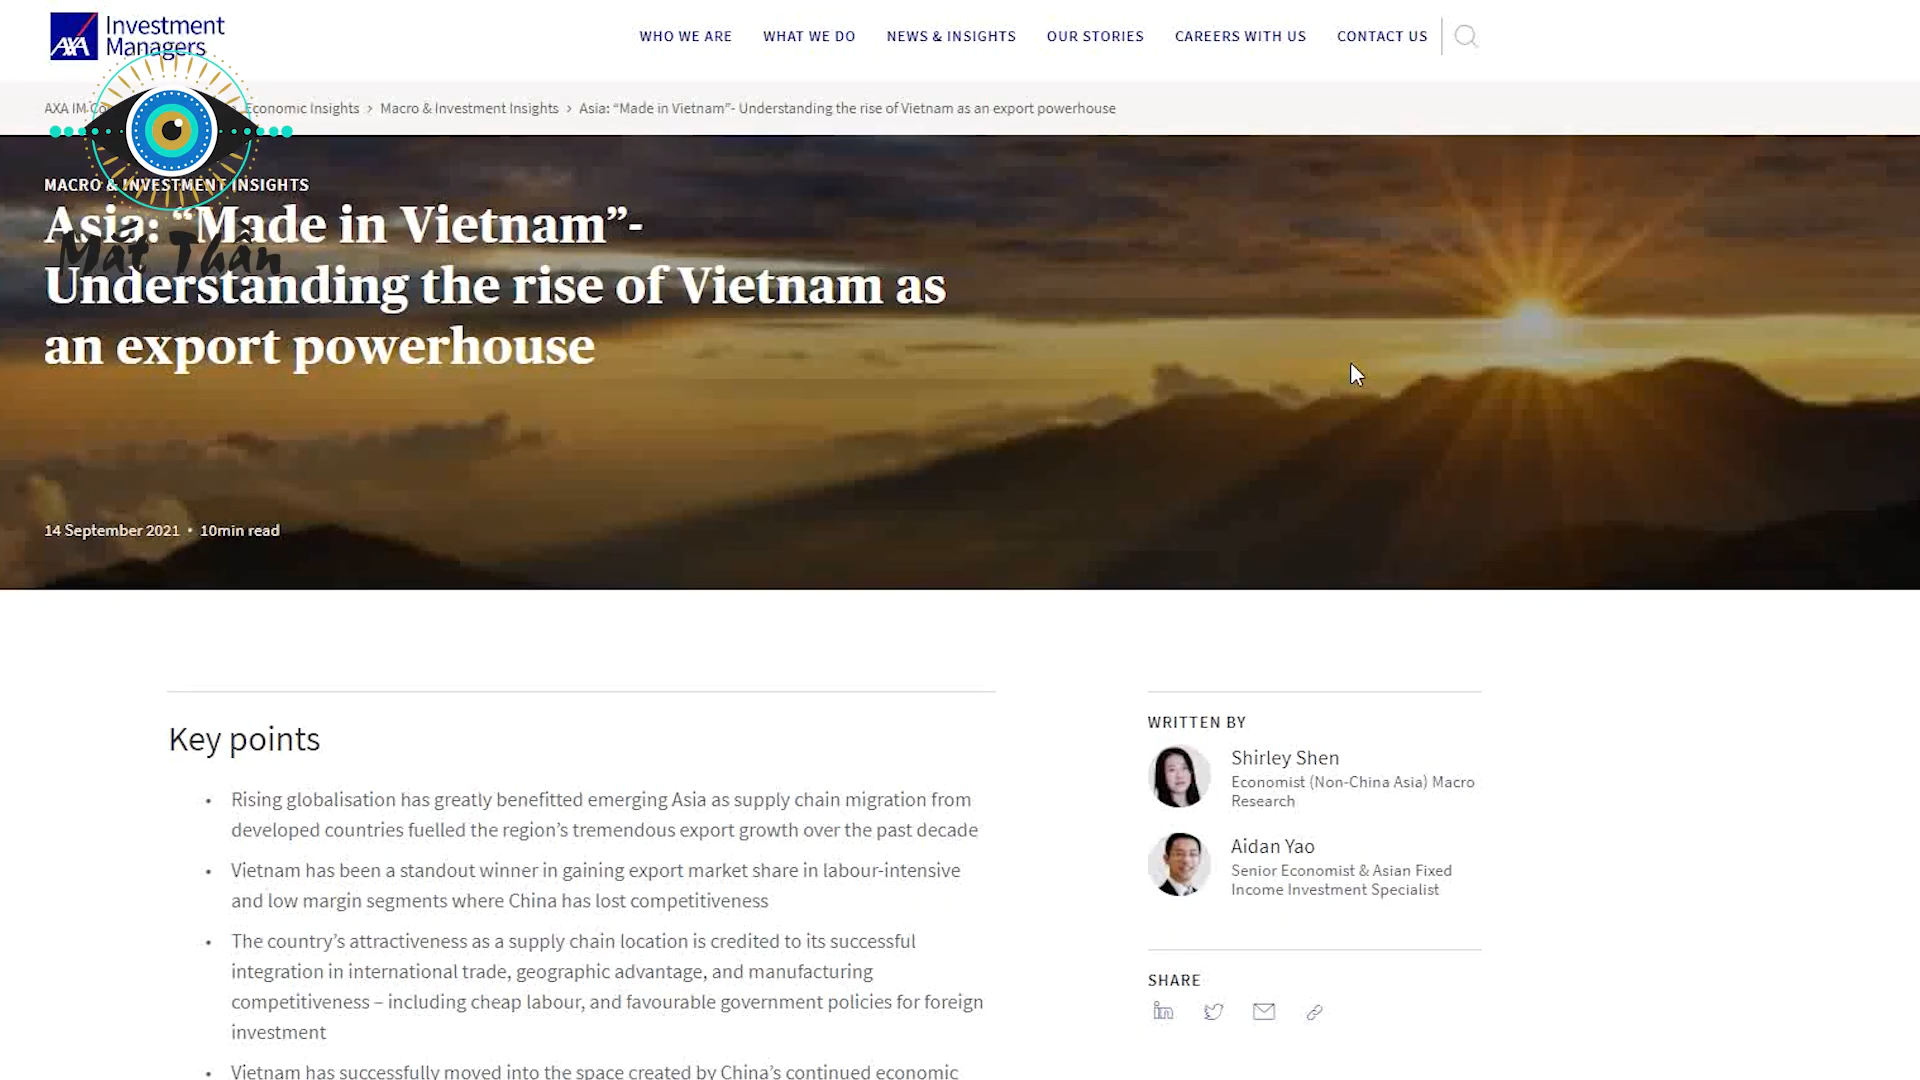 AXA Investment
Managers
WHO WE ARE
WHAT WE DO
NEWS & INSIGHTS
OUR STORIES
CAREERS WITH US
CONTACT US
AXA IM Economic Insights > Macro & Investment Insights > Asia: “Made in Vietnam”- Understanding the rise of Vietnam as an export powerhouse
MACRO & INVESTMENT INSIGHTS
Asia: “Made in Vietnam”-
Understanding the rise of Vietnam as
an export powerhouse
Mắt Thần
14 September 2021 • 10min read
Key points
• Rising globalisation has greatly benefitted emerging Asia as supply chain migration from
developed countries fuelled the region’s tremendous export growth over the past decade
• Vietnam has been a standout winner in gaining export market share in labour-intensive
and low margin segments where China has lost competitiveness
• The country’s attractiveness as a supply chain location is credited to its successful
integration in international trade, geographic advantage, and manufacturing
competitiveness – including cheap labour, and favourable government policies for foreign
investment
• Vietnam has successfully moved into the space created by China’s continued economic
WRITTEN BY
Shirley Shen
Economist (Non-China Asia) Macro
Research
Aidan Yao
Senior Economist & Asian Fixed
Income Investment Specialist
SHARE